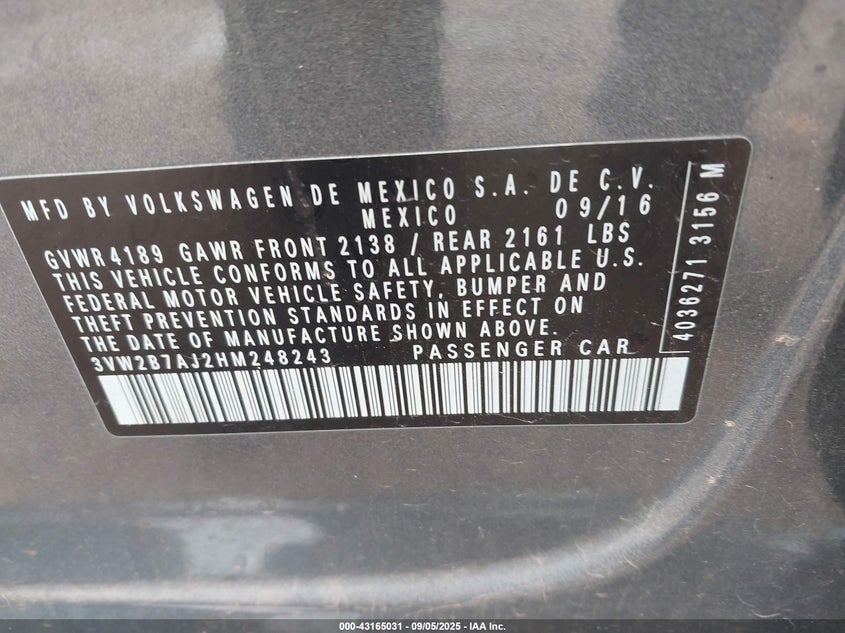 MFD BY VOLKSWAGEN DE MEXICO S.A. DE C.V.
MEXICO 09/16
GVWR 4189 GAWR FRONT 2138 / REAR 2161 LBS
THIS VEHICLE CONFORMS TO ALL APPLICABLE U.S.
FEDERAL MOTOR VEHICLE SAFETY, BUMPER AND
THEFT PREVENTION STANDARDS IN EFFECT ON
THE DATE OF MANUFACTURE SHOWN ABOVE.
3VW2B7AJ2HM248243 PASSENGER CAR
4036271 3156 M
000-43165031 - 09/05/2025 - IAA Inc.